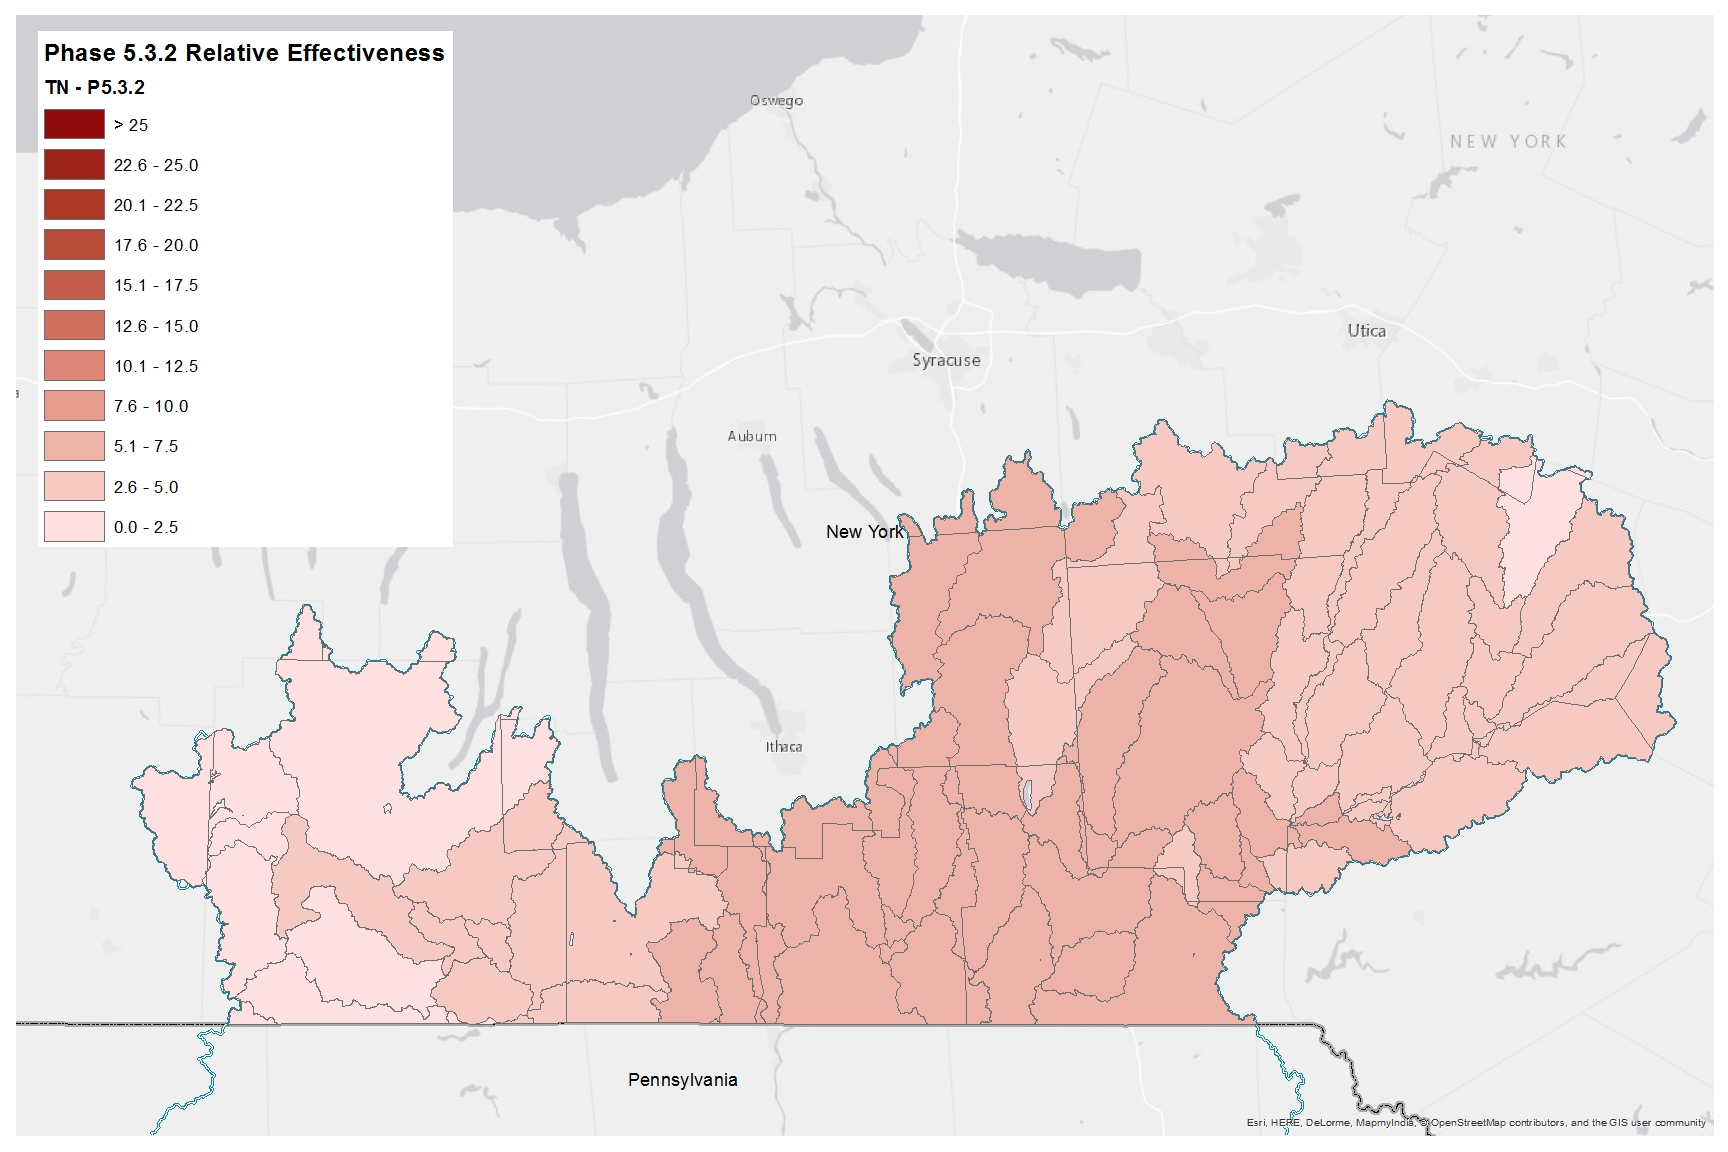 Phase 5.3.2 Relative Effectiveness
TN - P5.3.2
> 25
22.6 - 25.0
20.1 - 22.5
17.6 - 20.0
15.1 - 17.5
12.6 - 15.0
10.1 - 12.5
7.6 - 10.0
5.1 - 7.5
2.6 - 5.0
0.0 - 2.5
Oswego
NEW YORK
Utica
Syracuse
Auburn
New York
Ithaca
Pennsylvania
Esri, HERE, DeLorme, MapmyIndia, © OpenStreetMap contributors, and the GIS user community